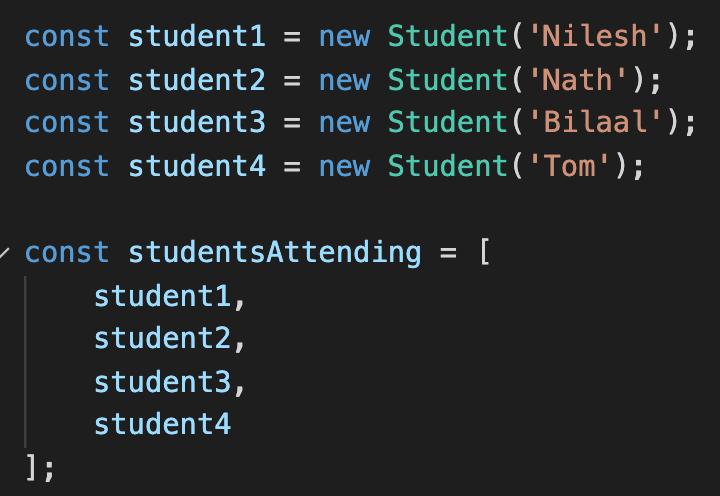 const student1 = new Student('Nilesh');
const student2 = new Student('Nath');
const student3 = new Student('Bilaal');
const student4 = new Student('Tom');
const studentsAttending = [
    student1,
    student2,
    student3,
    student4
];